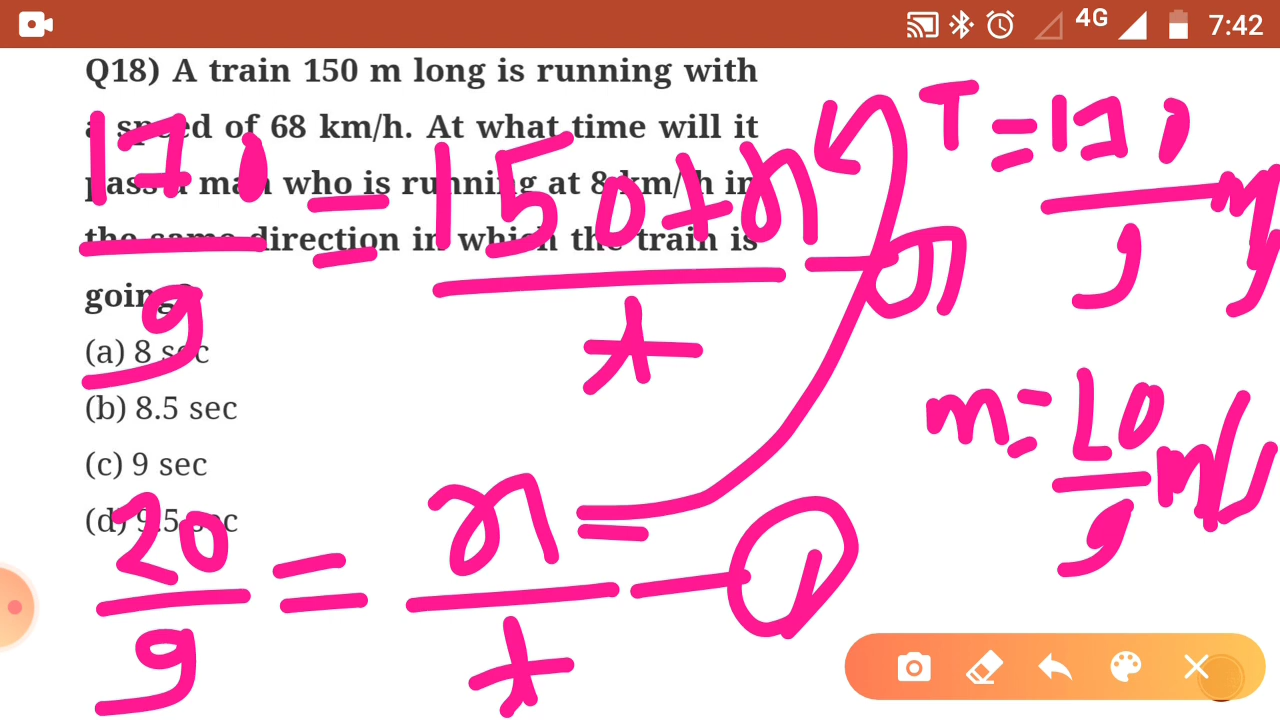 4G 7:42
Q18) A train 150 m long is running with
a speed of 68 km/h. At what time will it
pass a man who is running at 8 km/h in
the same direction in which the train is
going?
(a) 8 sec
(b) 8.5 sec
(c) 9 sec
(d) 9.5 sec
T = 170
9
170 = 150+x
9 t
m = 20
9
20 = x
9 t